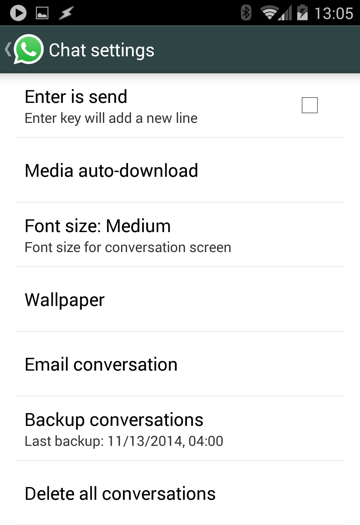 13:05
Chat settings
Enter is send
Enter key will add a new line
Media auto-download
Font size: Medium
Font size for conversation screen
Wallpaper
Email conversation
Backup conversations
Last backup: 11/13/2014, 04:00
Delete all conversations